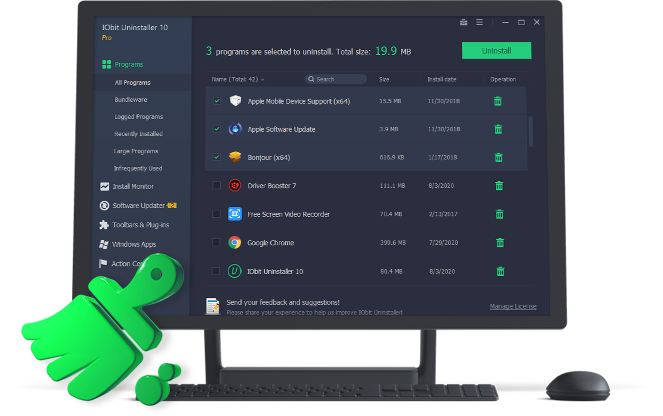 IObit Uninstaller 10
Pro
3 programs are selected to uninstall. Total size: 19.9 MB
Uninstall
Programs
All Programs
Bundleware
Logged Programs
Recently Installed
Large Programs
Infrequently Used
Install Monitor
Software Updater
Toolbars & Plug-ins
Windows Apps
Action Ce
Name (Total: 42)
Search
Size
Install date
Operation
Apple Mobile Device Support (x64) 15.5 MB 11/30/2018
Apple Software Update 3.9 MB 11/30/2018
Bonjour (x64) 616.9 KB 1/17/2018
Driver Booster 7 111.1 MB 8/3/2020
Free Screen Video Recorder 70.4 MB 2/13/2017
Google Chrome 399.6 MB 7/29/2020
IObit Uninstaller 10 80.4 MB 8/3/2020
Send your feedback and suggestions!
Please share your experience to help us improve IObit Uninstaller!
Manage License